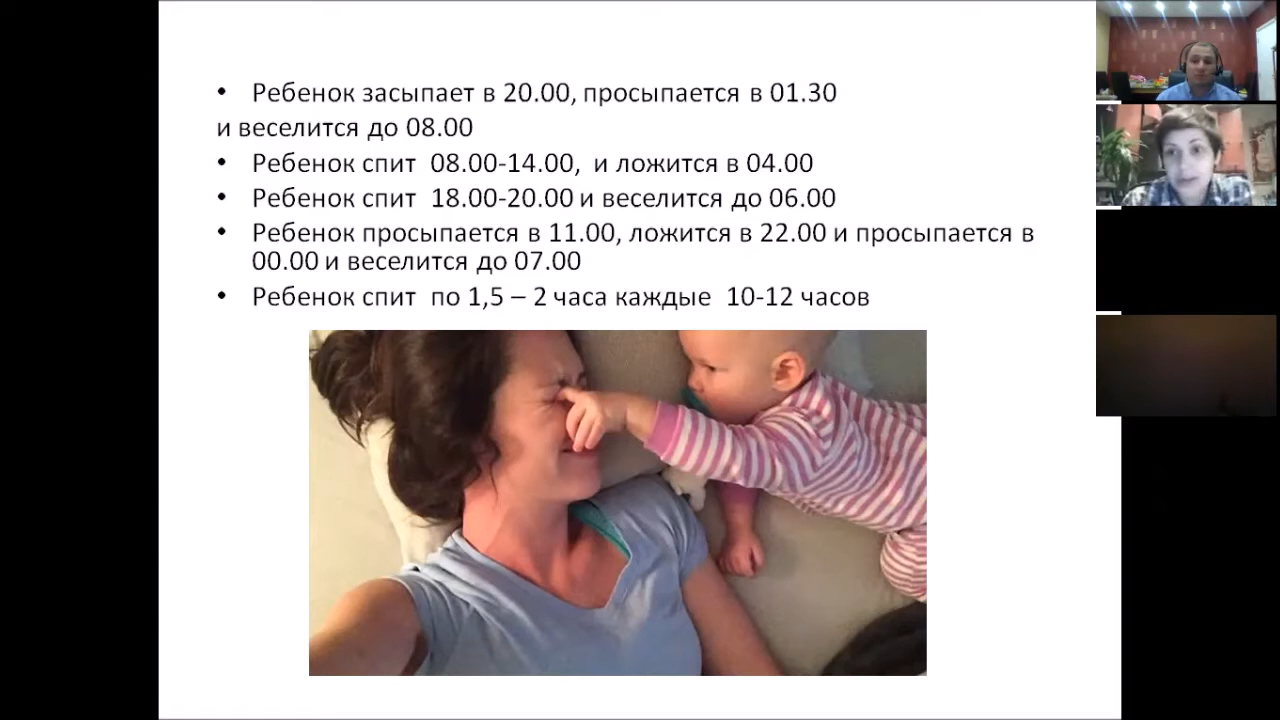 • Ребенок засыпает в 20.00, просыпается в 01.30
и веселится до 08.00
• Ребенок спит 08.00-14.00, и ложится в 04.00
• Ребенок спит 18.00-20.00 и веселится до 06.00
• Ребенок просыпается в 11.00, ложится в 22.00 и просыпается в
00.00 и веселится до 07.00
• Ребенок спит по 1,5 – 2 часа каждые 10-12 часов